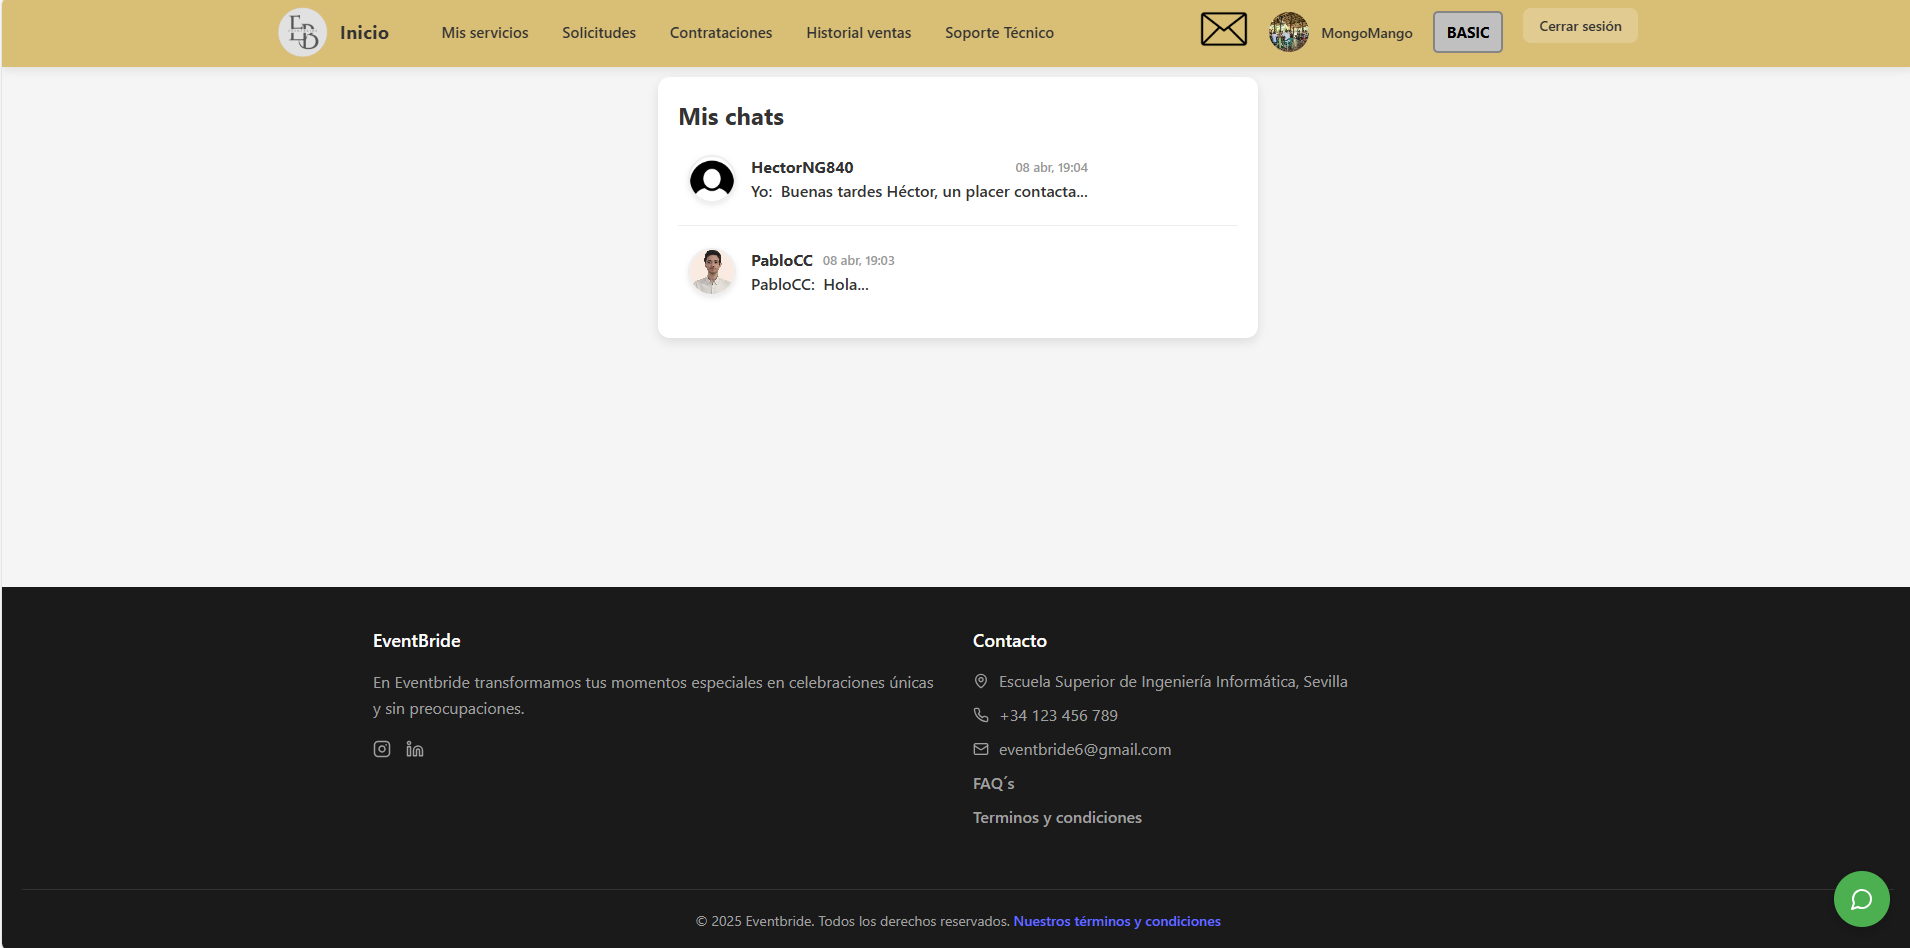 EB Inicio Mis servicios Solicitudes Contrataciones Historial ventas Soporte Técnico MongoMango BASIC Cerrar sesión
Mis chats
HectorNG840 08 abr, 19:04
Yo: Buenas tardes Héctor, un placer contacta...
PabloCC 08 abr, 19:03
PabloCC: Hola...
EventBride
En Eventbride transformamos tus momentos especiales en celebraciones únicas
y sin preocupaciones.
Contacto
Escuela Superior de Ingeniería Informática, Sevilla
+34 123 456 789
eventbride6@gmail.com
FAQ´s
Terminos y condiciones
© 2025 Eventbride. Todos los derechos reservados. Nuestros términos y condiciones